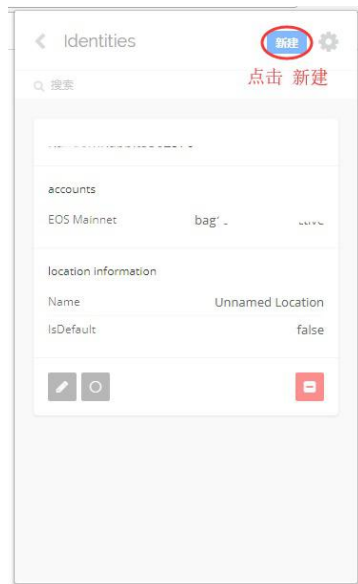 Identities 新建
搜索
点击 新建
accounts
EOS Mainnet
location information
Name Unnamed Location
IsDefault false